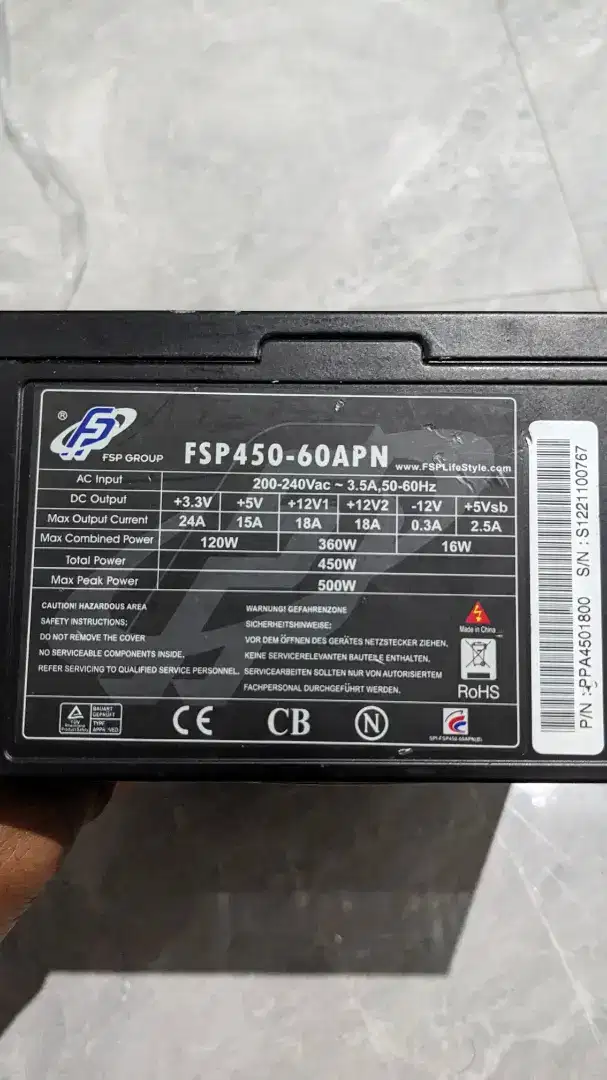 ® FSP GROUP
FSP450-60APN
www.FSPLifeStyle.com
AC Input 200-240Vac ~ 3.5A,50-60Hz
DC Output +3.3V +5V +12V1 +12V2 -12V +5Vsb
Max Output Current 24A 15A 18A 18A 0.3A 2.5A
Max Combined Power 120W 360W 16W
Total Power 450W
Max Peak Power 500W
CAUTION! HAZARDOUS AREA
SAFETY INSTRUCTIONS:
DO NOT REMOVE THE COVER
NO SERVICEABLE COMPONENTS INSIDE.
REFER SERVICING TO QUALIFIED SERVICE PERSONNEL.
WARNUNG! GEFAHRENZONE
SICHERHEITSHINWEISE:
VOR DEM ÖFFNEN DES GERÄTES NETZSTECKER ZIEHEN,
KEINE SERVICERELEVANTEN BAUTEILE ENTHALTEN.
SERVICEARBEITEN SOLLTEN NUR VON AUTORISIERTEM
FACHPERSONAL DURCHGEFÜHRT WERDEN.
Made in China
RoHS
TÜV
BAUART
GEPRÜFT
TYPE
CE
CB
N
P/N : PPA4501800 S/N : S1221100767